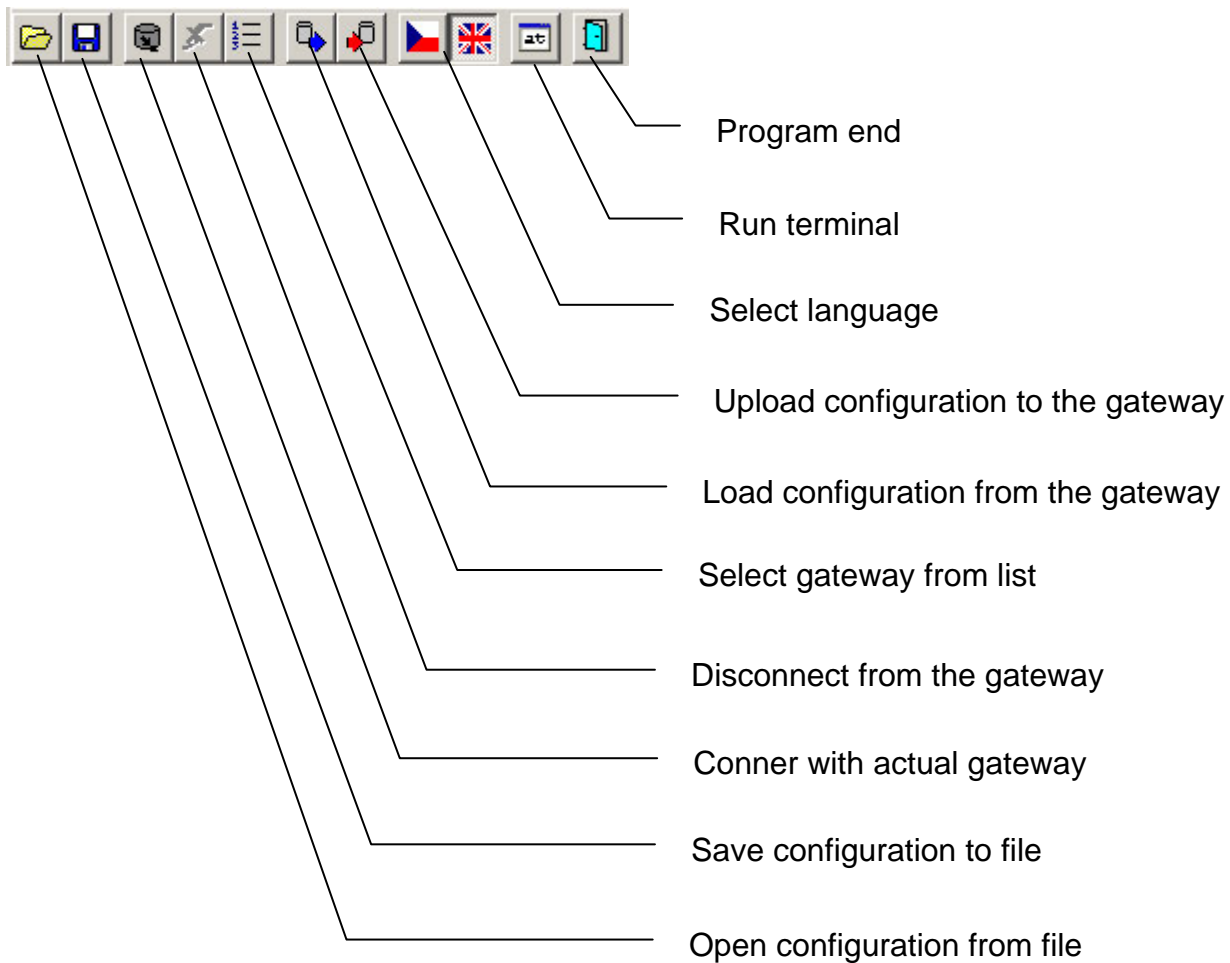 at
Program end
Run terminal
Select language
Upload configuration to the gateway
Load configuration from the gateway
Select gateway from list
Disconnect from the gateway
Conner with actual gateway
Save configuration to file
Open configuration from file